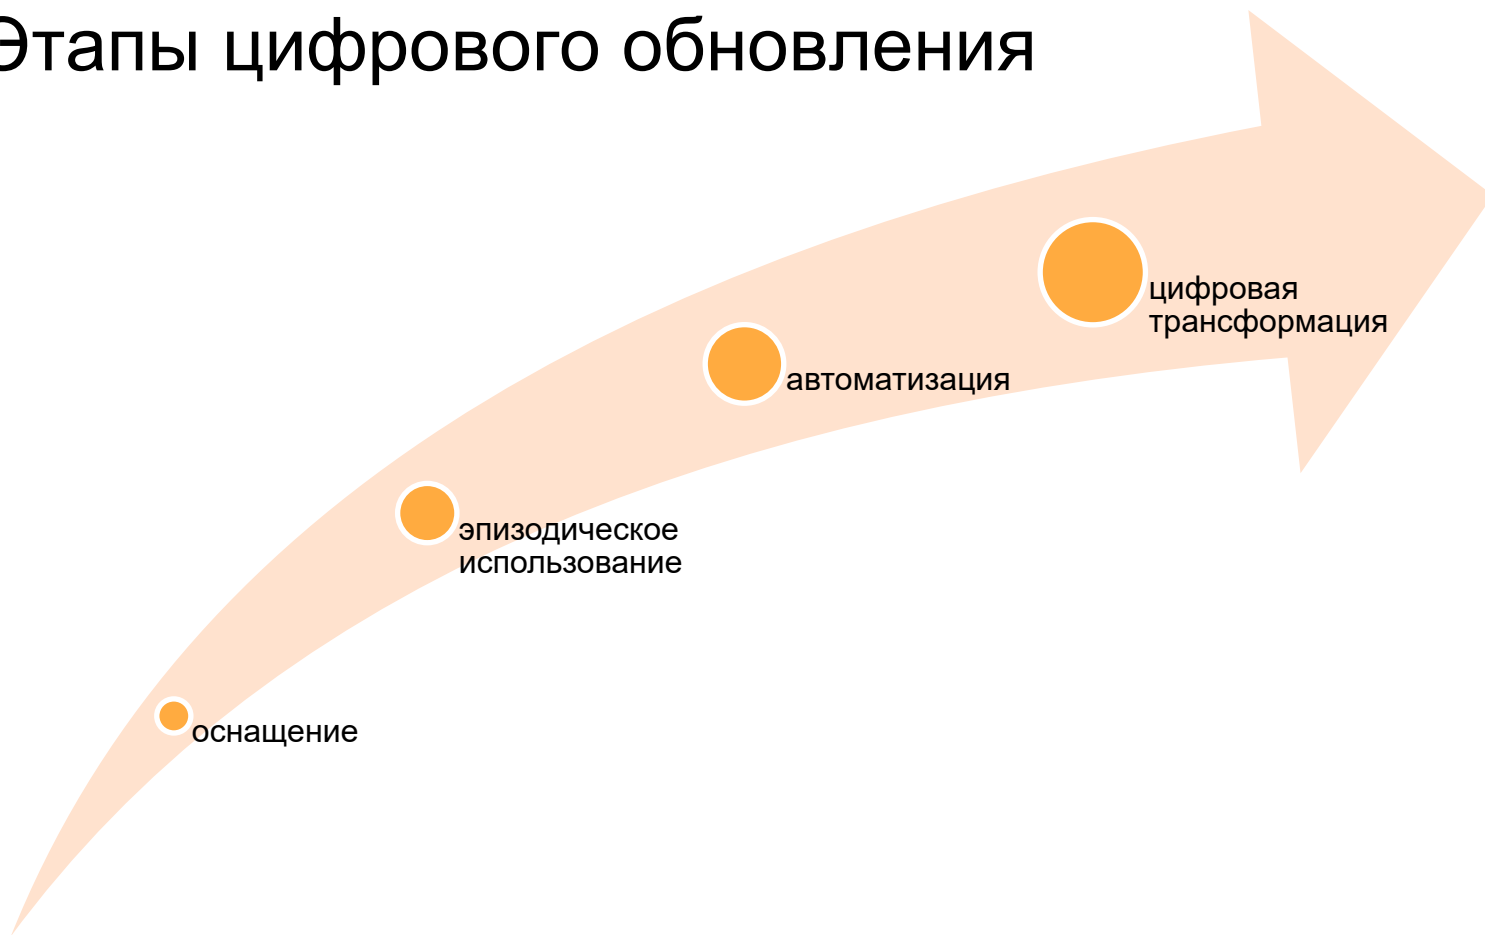 Этапы цифрового обновления
цифровая
трансформация
автоматизация
эпизодическое
использование
оснащение